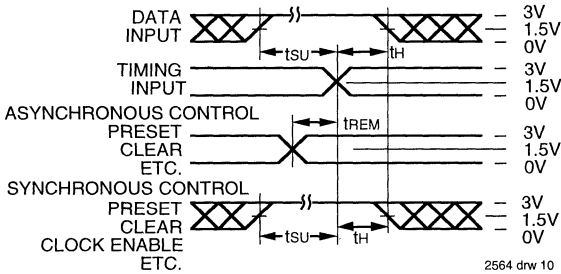 DATA
INPUT
tSU
tH
3V
1.5V
0V
TIMING
INPUT
3V
1.5V
0V
ASYNCHRONOUS CONTROL
PRESET
CLEAR
ETC.
tREM
3V
1.5V
0V
SYNCHRONOUS CONTROL
PRESET
CLEAR
CLOCK ENABLE
ETC.
tSU
tH
3V
1.5V
0V
2564 drw 10